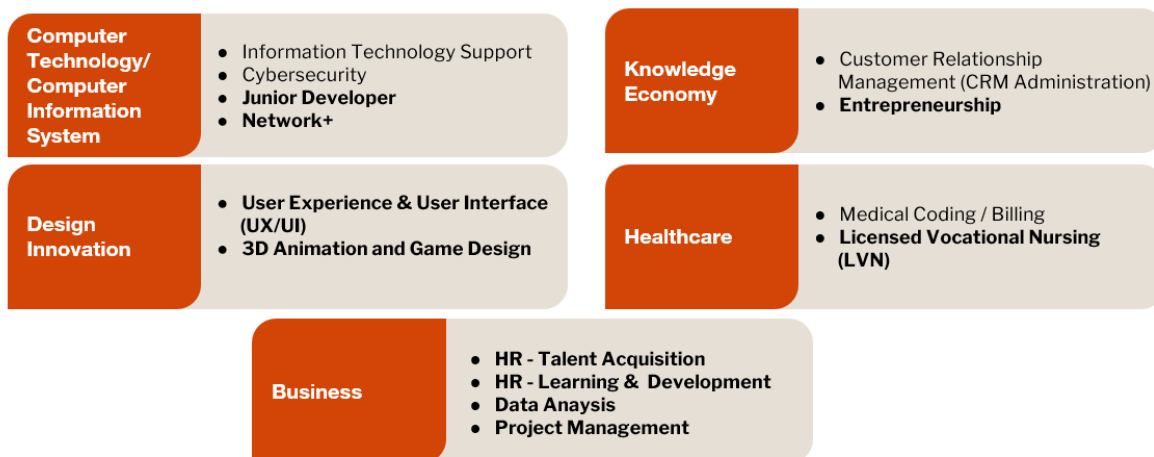 Computer
Technology/
Computer
Information
System
● Information Technology Support
● Cybersecurity
● Junior Developer
● Network+
Knowledge
Economy
● Customer Relationship
Management (CRM Administration)
● Entrepreneurship
Design
Innovation
● User Experience & User Interface
(UX/UI)
● 3D Animation and Game Design
Healthcare
● Medical Coding / Billing
● Licensed Vocational Nursing
(LVN)
Business
● HR - Talent Acquisition
● HR - Learning & Development
● Data Anaysis
● Project Management